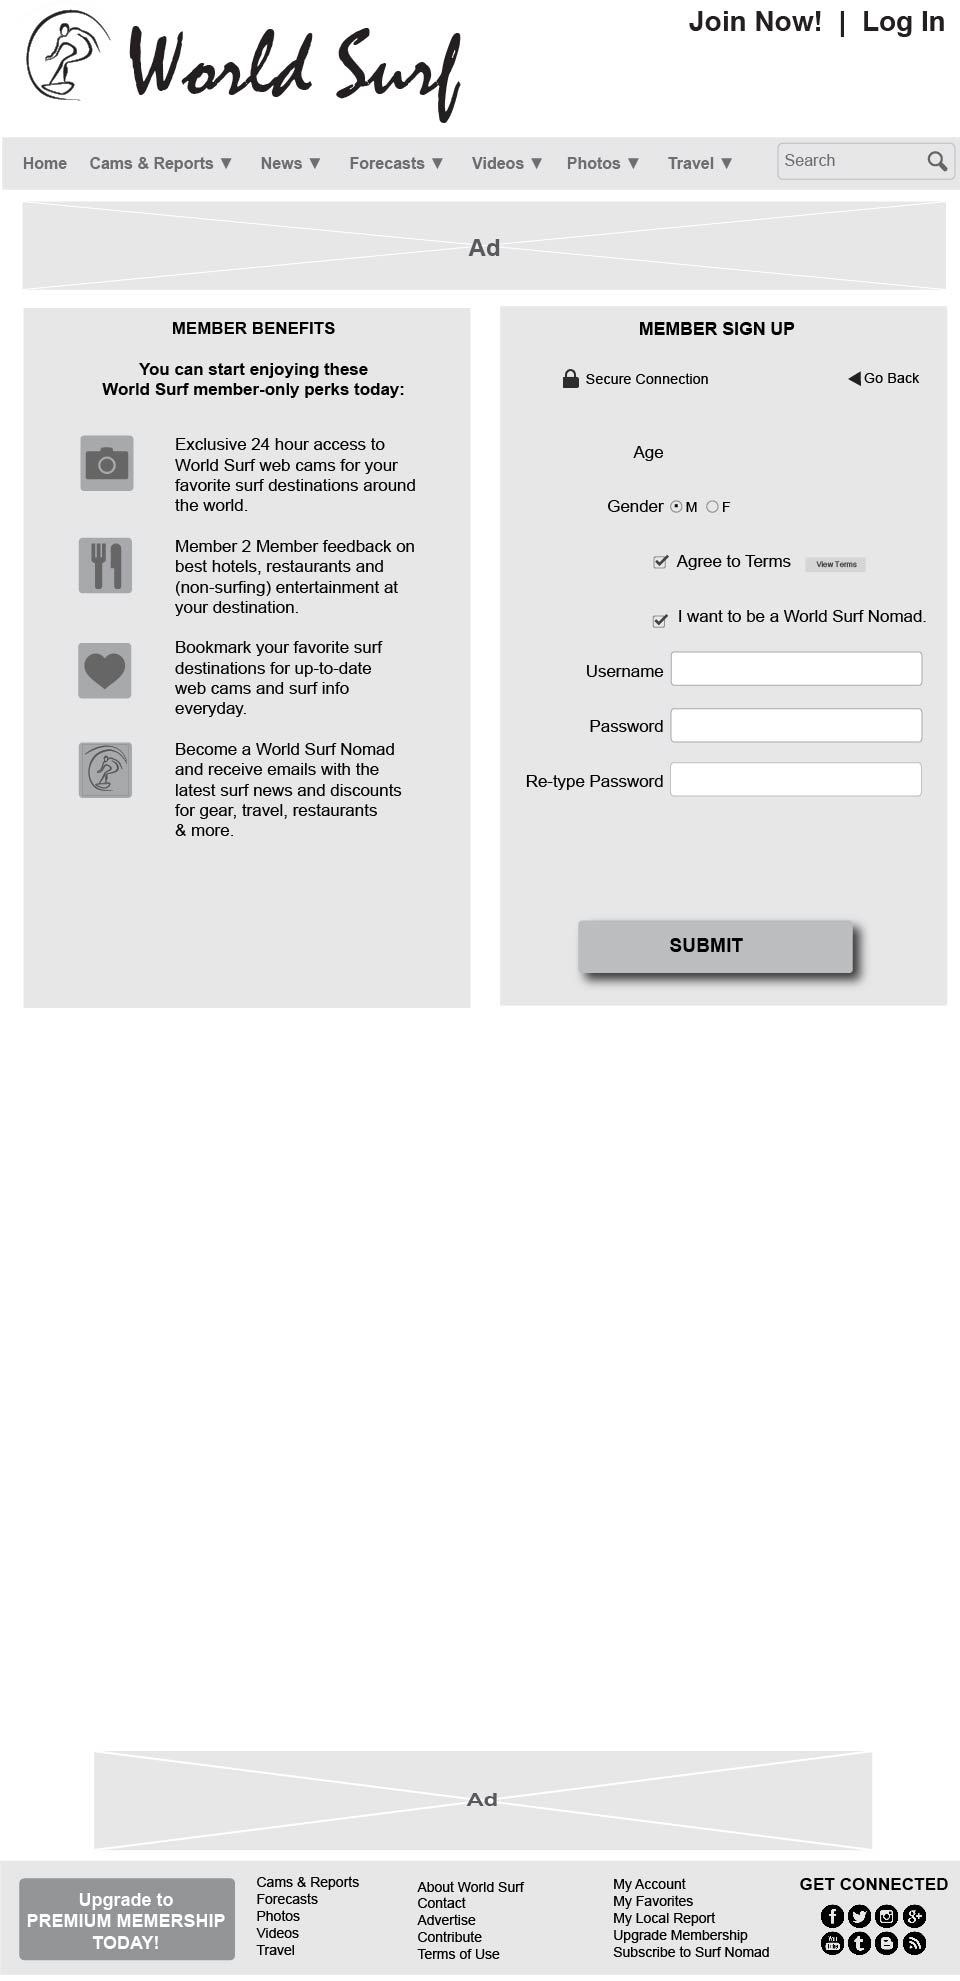 World Surf
Join Now! | Log In
Home Cams & Reports ▼ News ▼ Forecasts ▼ Videos ▼ Photos ▼ Travel ▼ Search
Ad
MEMBER BENEFITS
You can start enjoying these
World Surf member-only perks today:
Exclusive 24 hour access to
World Surf web cams for your
favorite surf destinations around
the world.
Member 2 Member feedback on
best hotels, restaurants and
(non-surfing) entertainment at
your destination.
Bookmark your favorite surf
destinations for up-to-date
web cams and surf info
everyday.
Become a World Surf Nomad
and receive emails with the
latest surf news and discounts
for gear, travel, restaurants
& more.
MEMBER SIGN UP
Secure Connection
Go Back
Age
Gender M F
Agree to Terms View Terms
I want to be a World Surf Nomad.
Username
Password
Re-type Password
SUBMIT
Ad
Upgrade to
PREMIUM MEMERSHIP
TODAY!
Cams & Reports
Forecasts
Photos
Videos
Travel
About World Surf
Contact
Advertise
Contribute
Terms of Use
My Account
My Favorites
My Local Report
Upgrade Membership
Subscribe to Surf Nomad
GET CONNECTED